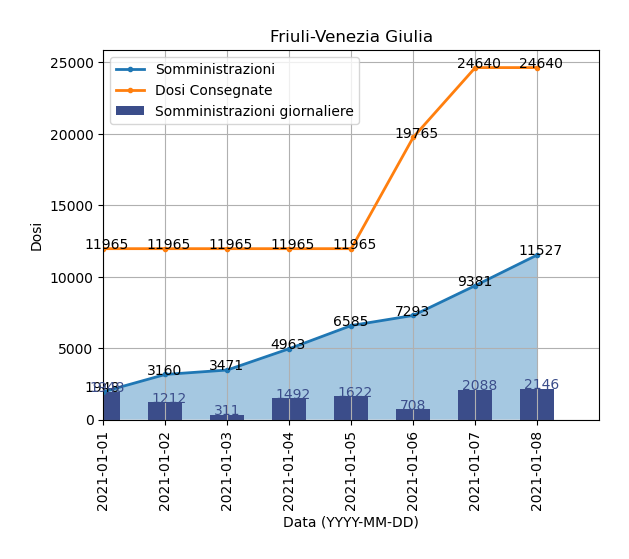 Friuli-Venezia Giulia
Somministrazioni
Dosi Consegnate
Somministrazioni giornaliere
Dosi
25000
20000
15000
10000
5000
0
11965 11965 11965 11965 11965 19765 24640 24640
3160 3471 4963 6585 7293 9381 11527
1948 1212 311 1492 1622 708 2088 2146
2021-01-01 2021-01-02 2021-01-03 2021-01-04 2021-01-05 2021-01-06 2021-01-07 2021-01-08
Data (YYYY-MM-DD)